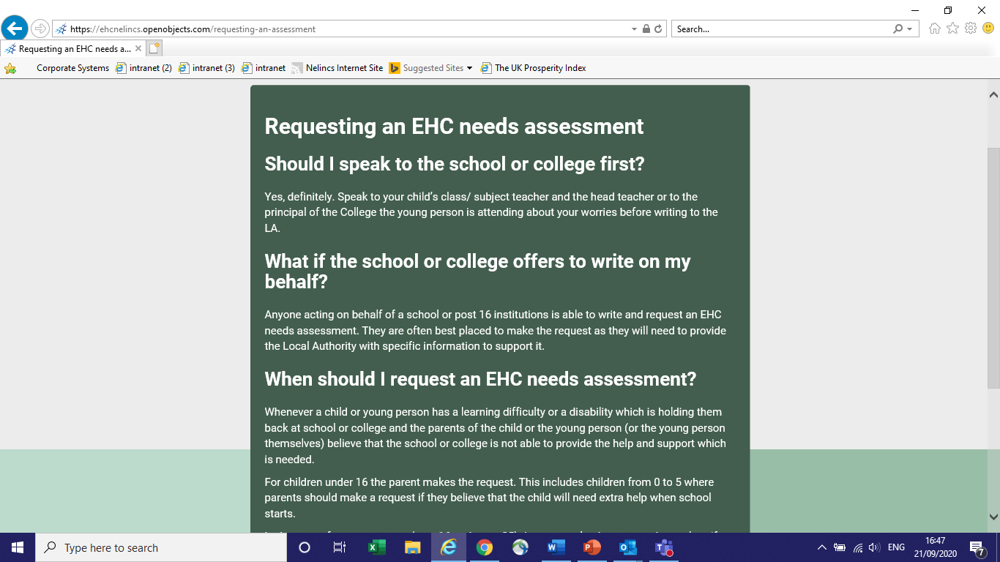 https://ehcnelincs.openobjects.com/requesting-an-assessment
Search...
Requesting an EHC needs a...
Corporate Systems
intranet (2)
intranet (3)
intranet
Nelincs Internet Site
Suggested Sites
The UK Prosperity Index
Requesting an EHC needs assessment
Should I speak to the school or college first?
Yes, definitely. Speak to your child’s class/ subject teacher and the head teacher or to the
principal of the College the young person is attending about your worries before writing to the
LA.
What if the school or college offers to write on my
behalf?
Anyone acting on behalf of a school or post 16 institutions is able to write and request an EHC
needs assessment. They are often best placed to make the request as they will need to provide
the Local Authority with specific information to support it.
When should I request an EHC needs assessment?
Whenever a child or young person has a learning difficulty or a disability which is holding them
back at school or college and the parents of the child or the young person (or the young person
themselves) believe that the school or college is not able to provide the help and support which
is needed.
For children under 16 the parent makes the request. This includes children from 0 to 5 where
parents should make a request if they believe that the child will need extra help when school
starts.
Type here to search
ENG
16:47
21/09/2020
7